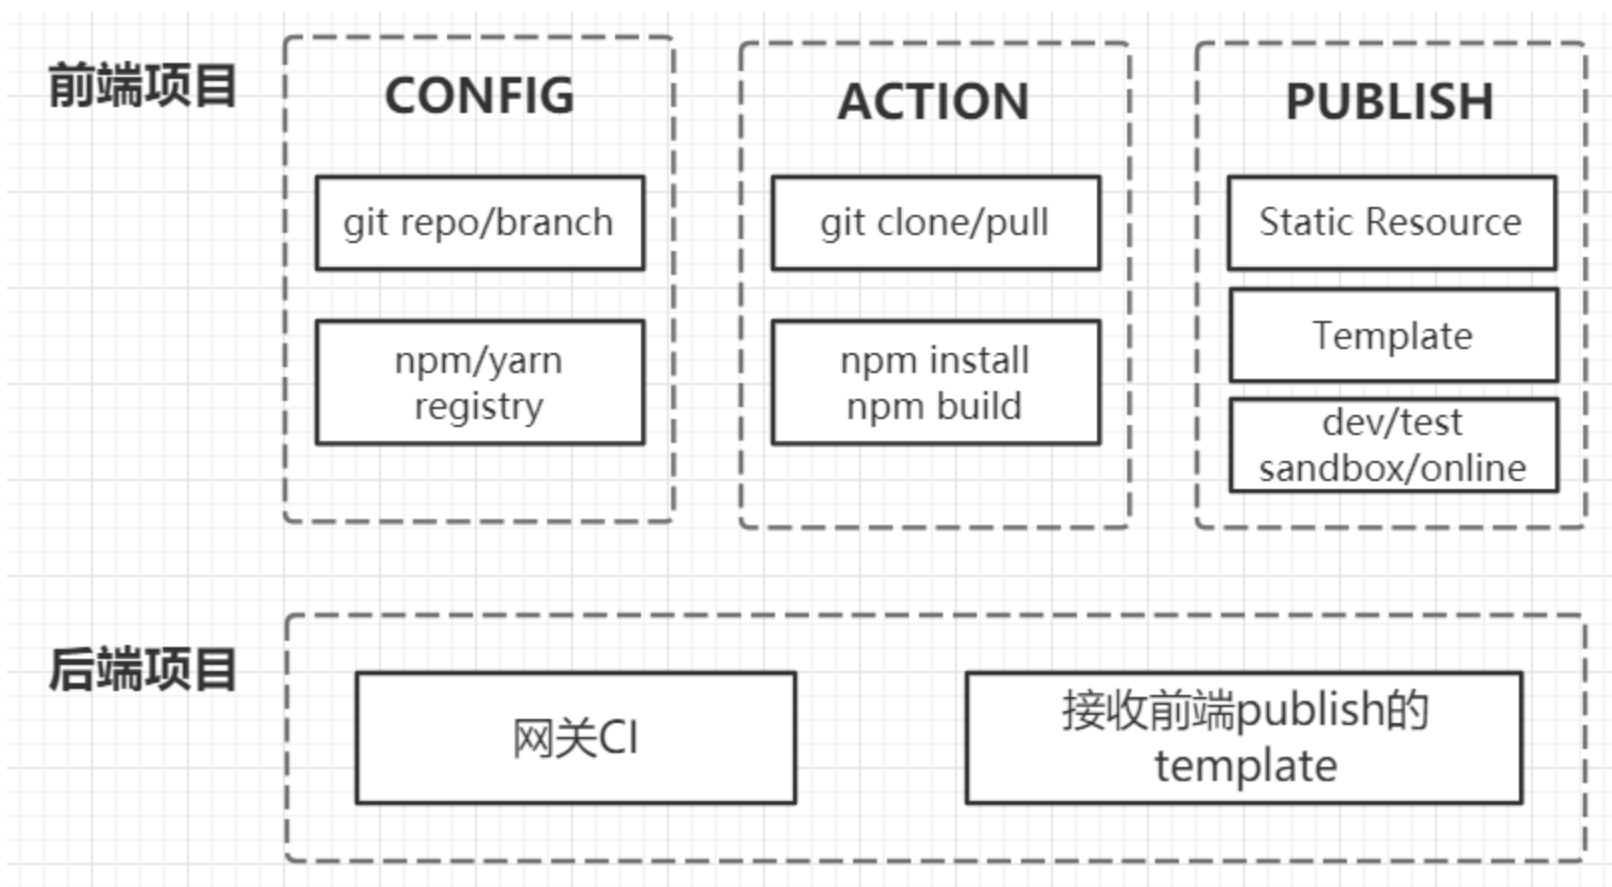 前端项目
CONFIG
git repo/branch
npm/yarn
registry
ACTION
git clone/pull
npm install
npm build
PUBLISH
Static Resource
Template
dev/test
sandbox/online
后端项目
网关CI
接收前端publish的
template